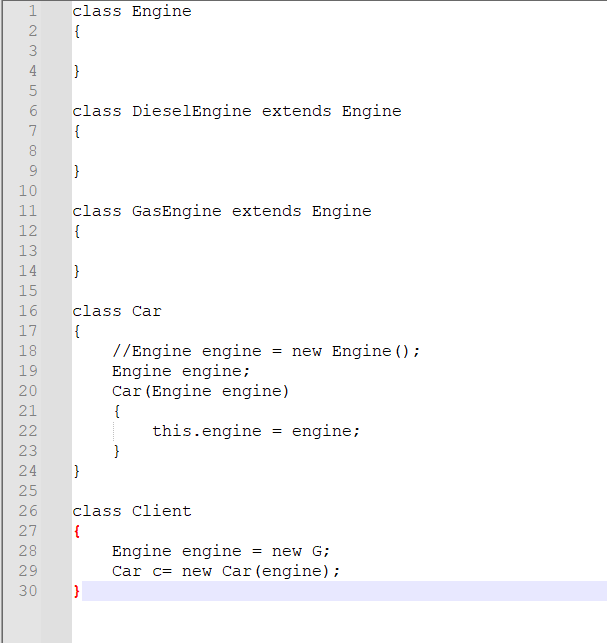 1 class Engine
2 {
3
4 }
5
6 class DieselEngine extends Engine
7 {
8
9 }
10
11 class GasEngine extends Engine
12 {
13
14 }
15
16 class Car
17 {
18     //Engine engine = new Engine();
19     Engine engine;
20     Car(Engine engine)
21     {
22         this.engine = engine;
23     }
24 }
25
26 class Client
27 {
28     Engine engine = new G;
29     Car c= new Car(engine);
30 }